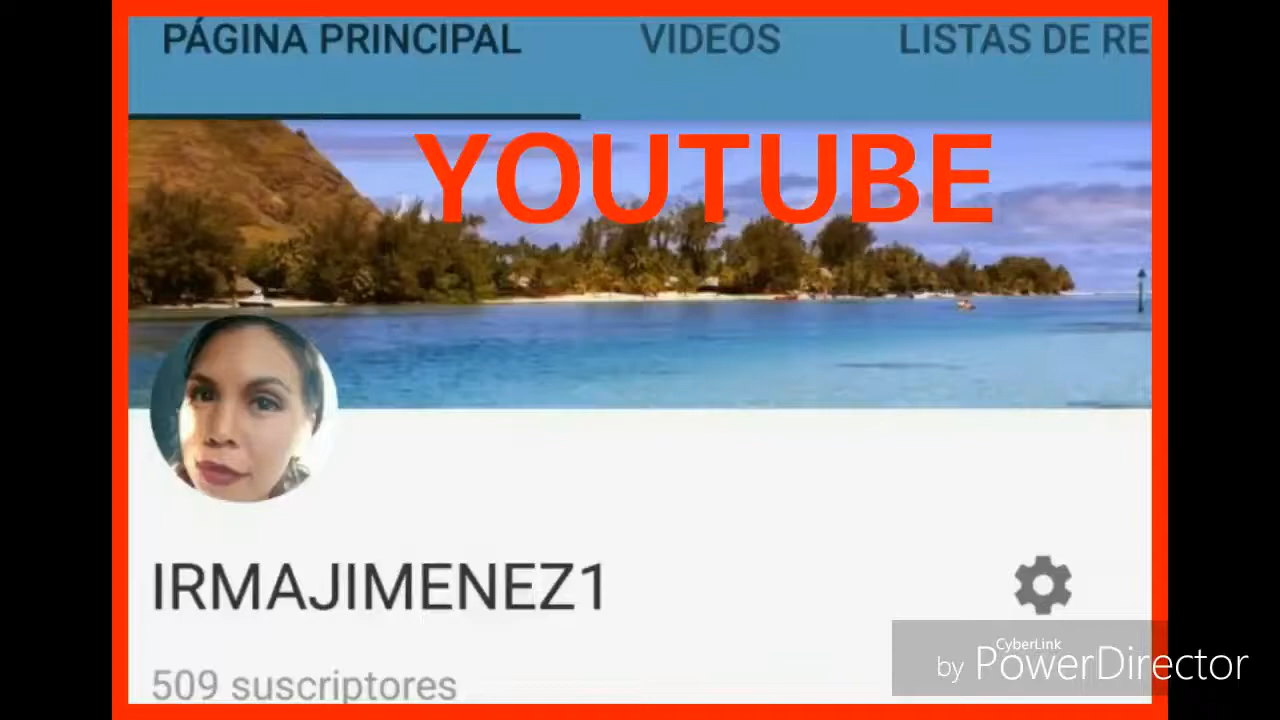 PÁGINA PRINCIPAL VIDEOS LISTAS DE RE
YOUTUBE
IRMAJIMENEZ1
509 suscriptores
CyberLink
by PowerDirector